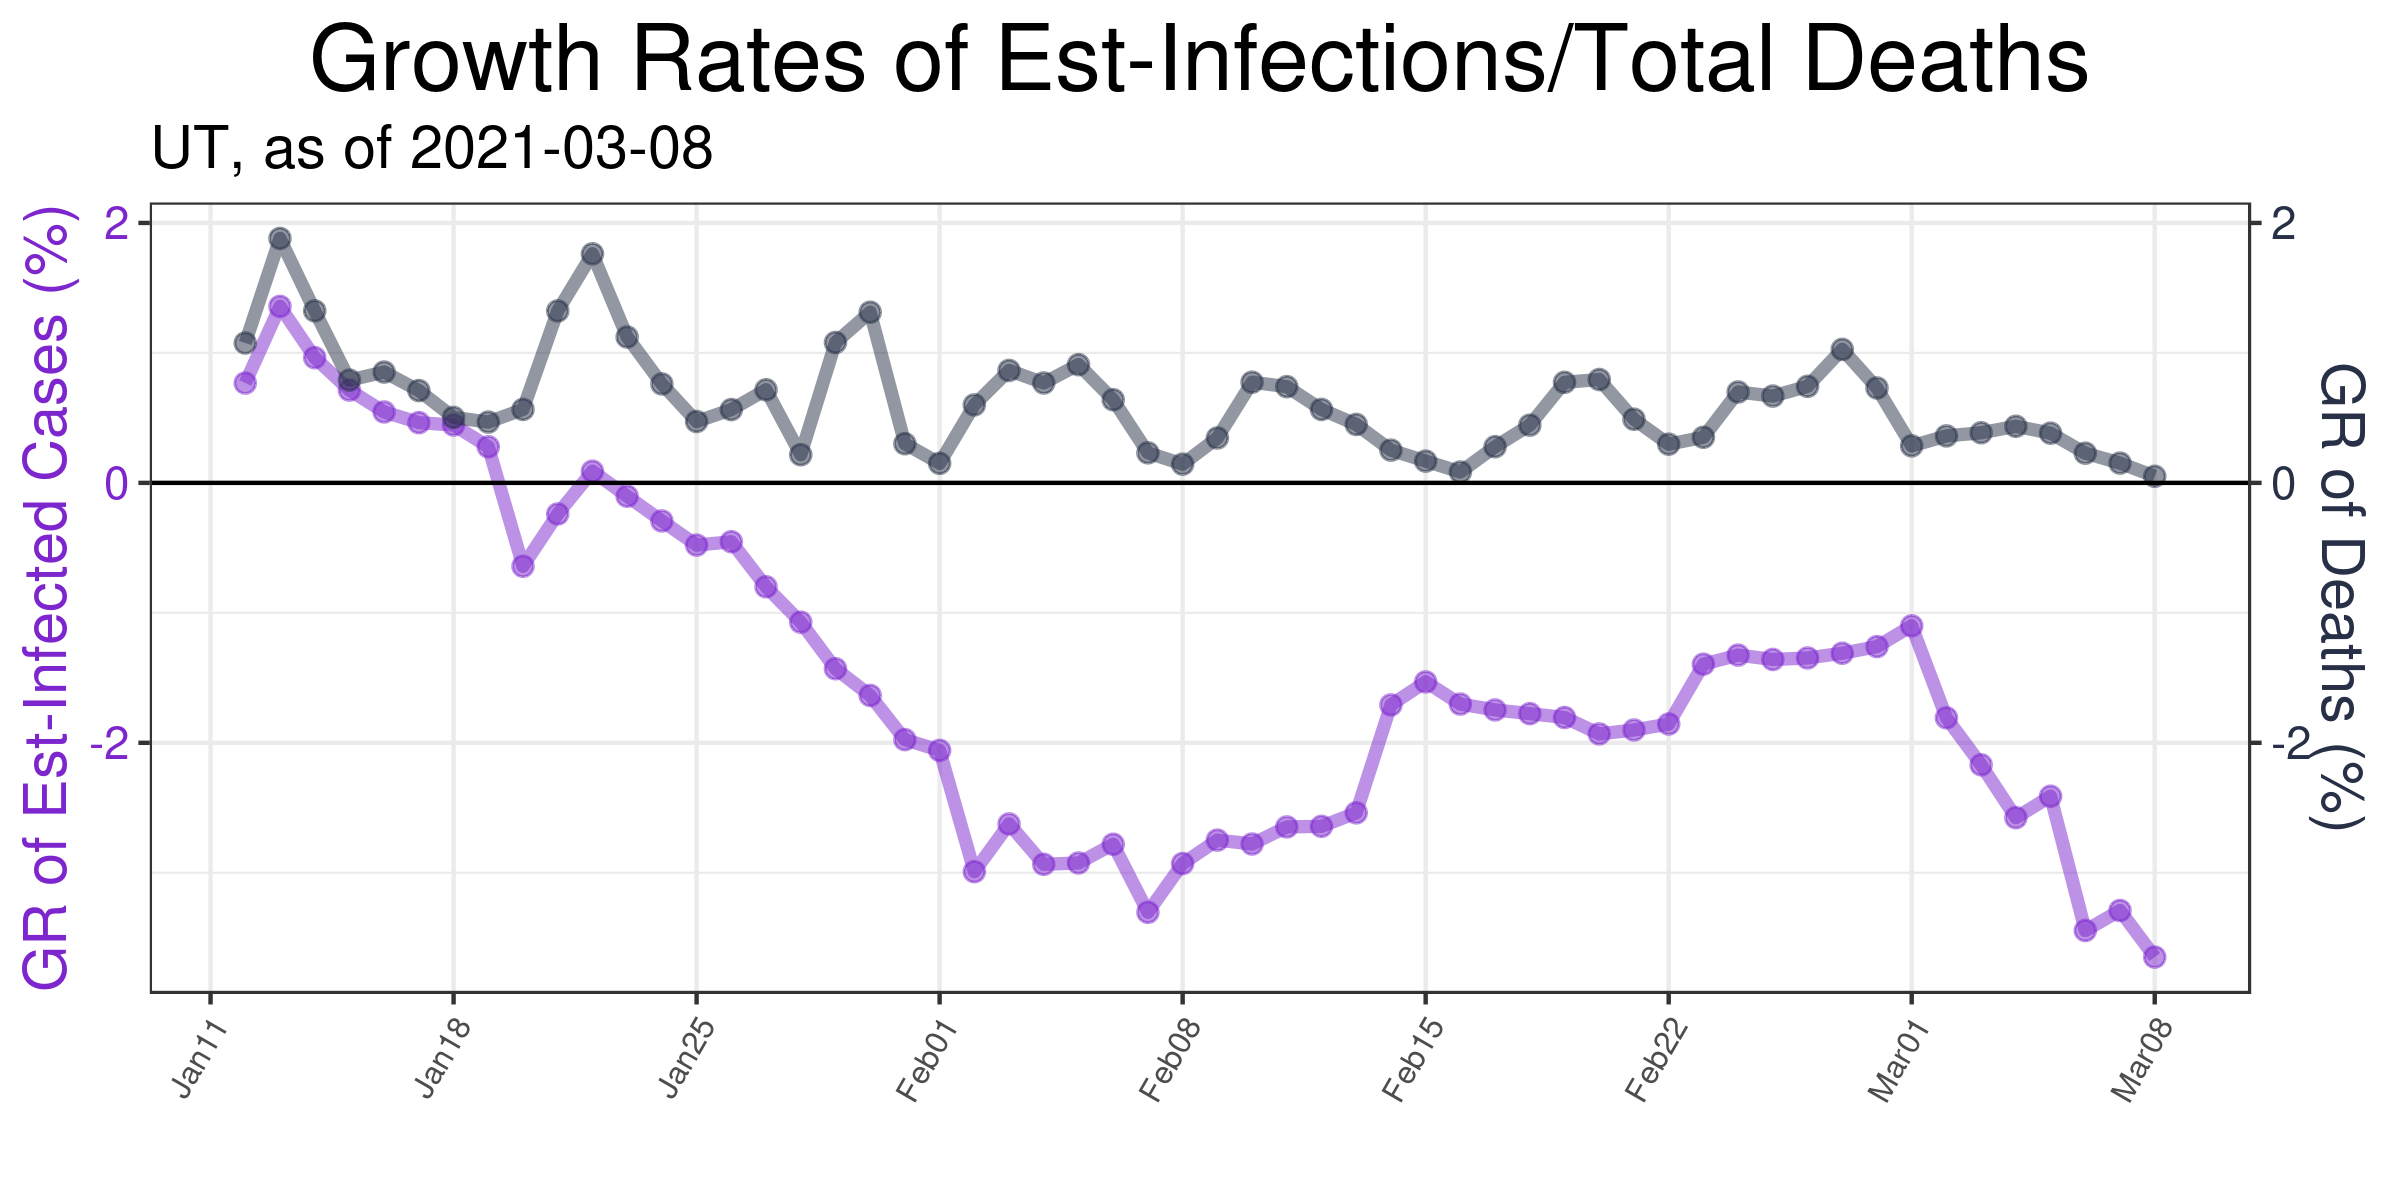 Growth Rates of Est-Infections/Total Deaths
UT, as of 2021-03-08
GR of Est-Infected Cases (%)
2
0
-2
2
0
-2
GR of Deaths (%)
Jan11
Jan18
Jan25
Feb01
Feb08
Feb15
Feb22
Mar01
Mar08